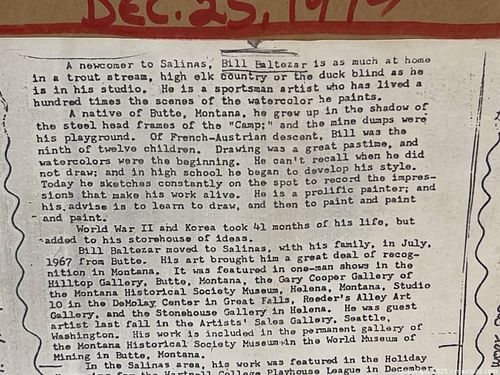 DEC. 25, 197
A newcomer to Salinas, Bill Baltezar is as much at home
in a trout stream, high elk country or the duck blind as he
is in his studio. He is a sportsman artist who has lived a
hundred times the scenes of the watercolor he paints.
A native of Butte, Montana, he grew up in the shadow of
the steel head frames of the "Camp;" and the mine dumps were
his playground. Of French-Austrian descent, Bill was the
ninth of twelve children. Drawing was a great pastime, and
watercolors were the beginning. He can't recall when he did
not draw; and in high school he began to develop his style.
Today he sketches constantly on the spot to record the impres-
sions that make his work alive. He is a prolific painter; and
his advise is to learn to draw, and then to paint and paint
and paint.
World War II and Korea took 41 months of his life, but
added to his storehouse of ideas.
Bill Baltezar moved to Salinas, with his family, in July,
1967 from Butte. His art brought him a great deal of recog-
nition in Montana. It was featured in one-man shows in the
Hilltop Gallery, Butte, Montana, the Gary Cooper Gallery of
the Montana Historical Society Museum, Helena, Montana, Studio
10 in the DeMolay Center in Great Falls, Reeder's Alley Art
Gallery, and the Stonehouse Gallery in Helena. He was guest
artist last fall in the Artists' Sales Gallery, Seattle,
Washington. His work is included in the permanent gallery of
the Montana Historical Society Museum in the World Museum of
Mining in Butte, Montana.
In the Salinas area, his work was featured in the Holiday
for the Hartnell College Playhouse League in December.